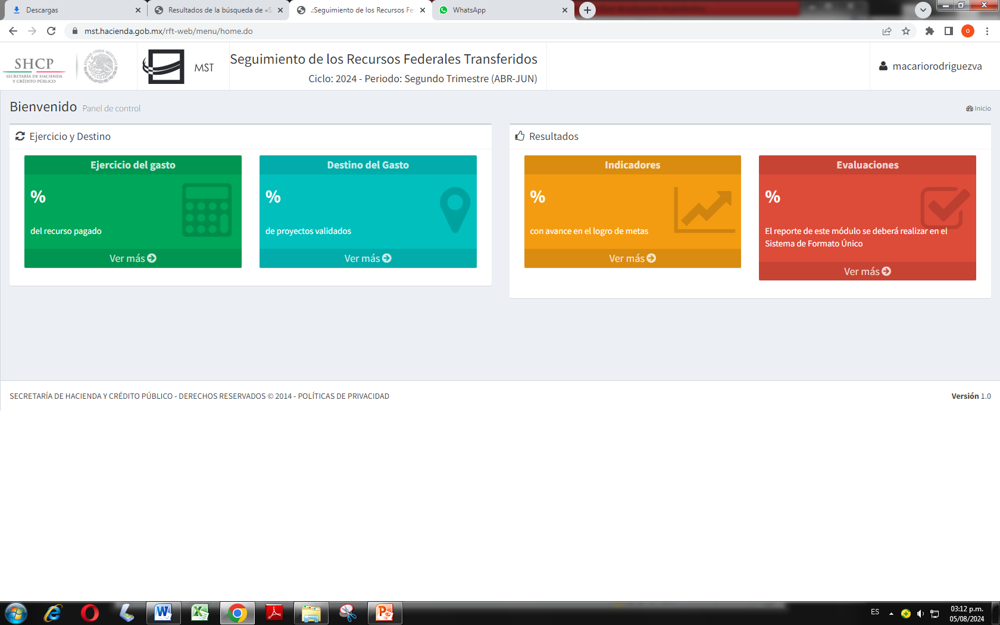 Descargas
Resultados de la búsqueda de «S
.:Seguimiento de los Recursos Fe
WhatsApp
mst.hacienda.gob.mx/rft-web/menu/home.do
SHCP
SECRETARÍA DE HACIENDA
Y CRÉDITO PÚBLICO
ESTADOS UNIDOS MEXICANOS
MST
Seguimiento de los Recursos Federales Transferidos
Ciclo: 2024 - Periodo: Segundo Trimestre (ABR-JUN)
macariorodriguezva
Bienvenido Panel de control
Inicio
Ejercicio y Destino
Ejercicio del gasto
%
del recurso pagado
Ver más
Destino del Gasto
%
de proyectos validados
Ver más
Resultados
Indicadores
%
con avance en el logro de metas
Ver más
Evaluaciones
%
El reporte de este módulo se deberá realizar en el
Sistema de Formato Único
Ver más
SECRETARÍA DE HACIENDA Y CRÉDITO PÚBLICO - DERECHOS RESERVADOS © 2014 - POLÍTICAS DE PRIVACIDAD
Versión 1.0
ES
03:12 p.m.
05/08/2024